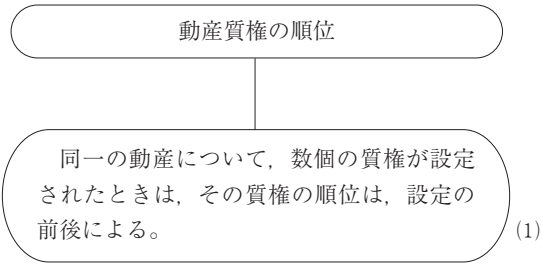 動産質権の順位
同一の動産について，数個の質権が設定
されたときは，その質権の順位は，設定の
前後による。
(1)